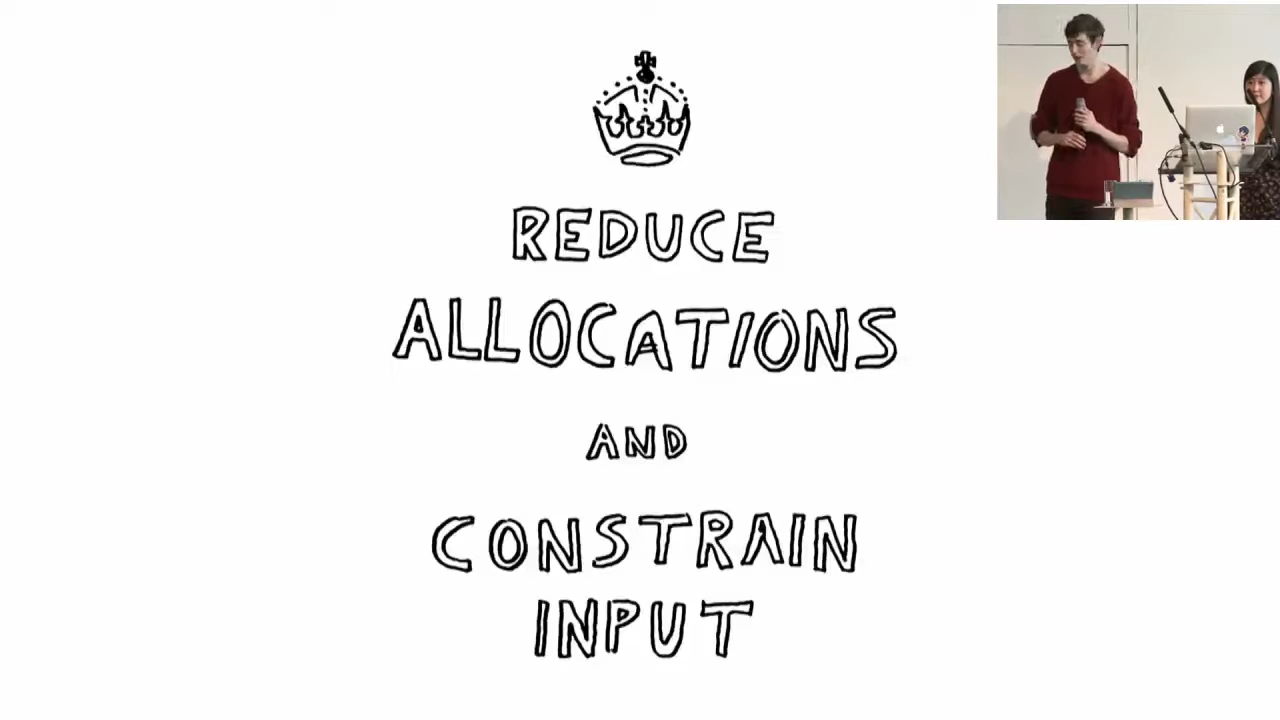 REDUCE
ALLOCATIONS
AND
CONSTRAIN
INPUT